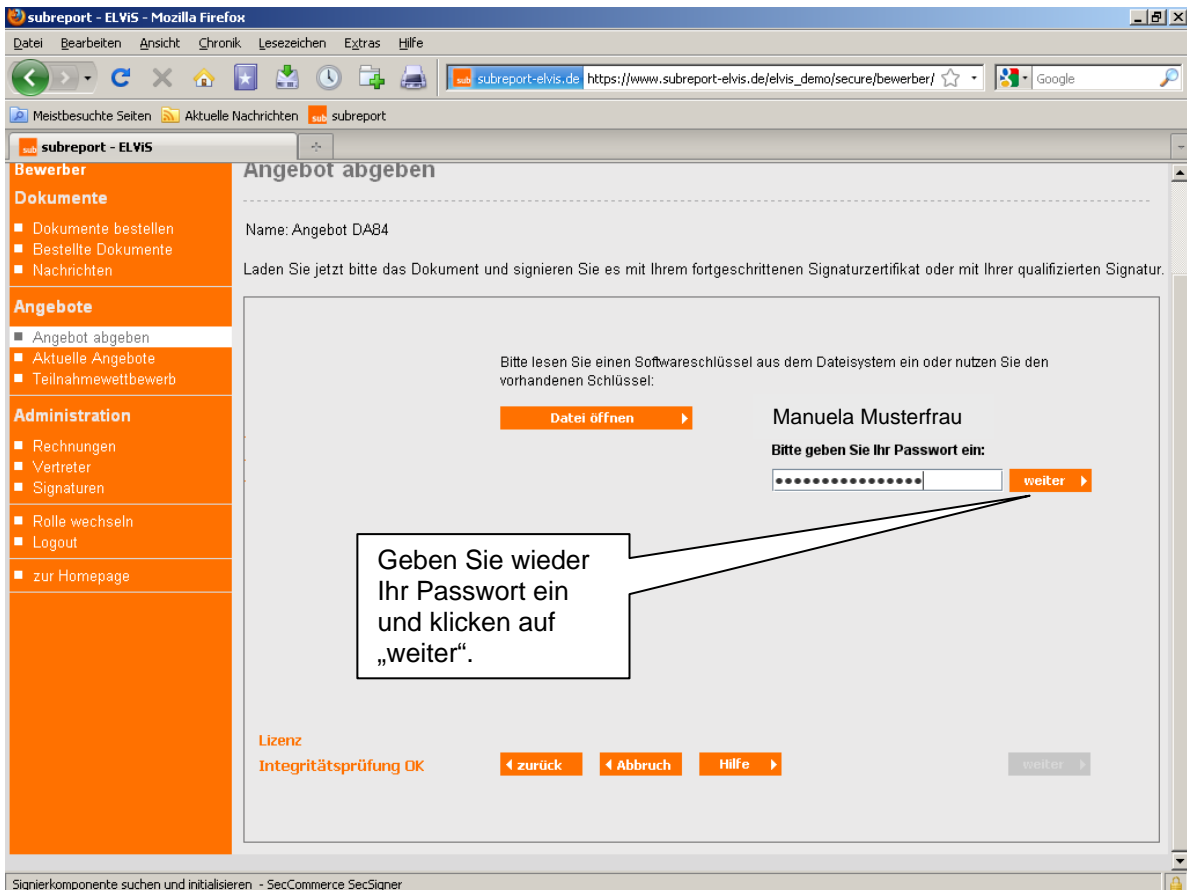 subreport - ELViS - Mozilla Firefox
Datei Bearbeiten Ansicht Chronik Lesezeichen Extras Hilfe
sub subreport-elvis.de https://www.subreport-elvis.de/elvis_demo/secure/bewerber/ Google
Meistbesuchte Seiten Aktuelle Nachrichten sub subreport
sub subreport - ELViS
Bewerber
Dokumente
Dokumente bestellen
Bestellte Dokumente
Nachrichten
Angebote
Angebot abgeben
Aktuelle Angebote
Teilnahmewettbewerb
Administration
Rechnungen
Vertreter
Signaturen
Rolle wechseln
Logout
zur Homepage
Angebot abgeben
Name: Angebot DA84
Laden Sie jetzt bitte das Dokument und signieren Sie es mit Ihrem fortgeschrittenen Signaturzertifikat oder mit Ihrer qualifizierten Signatur.
Bitte lesen Sie einen Softwareschlüssel aus dem Dateisystem ein oder nutzen Sie den
vorhandenen Schlüssel:
Datei öffnen
Manuela Musterfrau
Bitte geben Sie Ihr Passwort ein:
weiter
Geben Sie wieder
Ihr Passwort ein
und klicken auf
„weiter“.
Lizenz
Integritätsprüfung OK
zurück Abbruch Hilfe weiter
Signierkomponente suchen und initialisieren - SecCommerce SecSigner